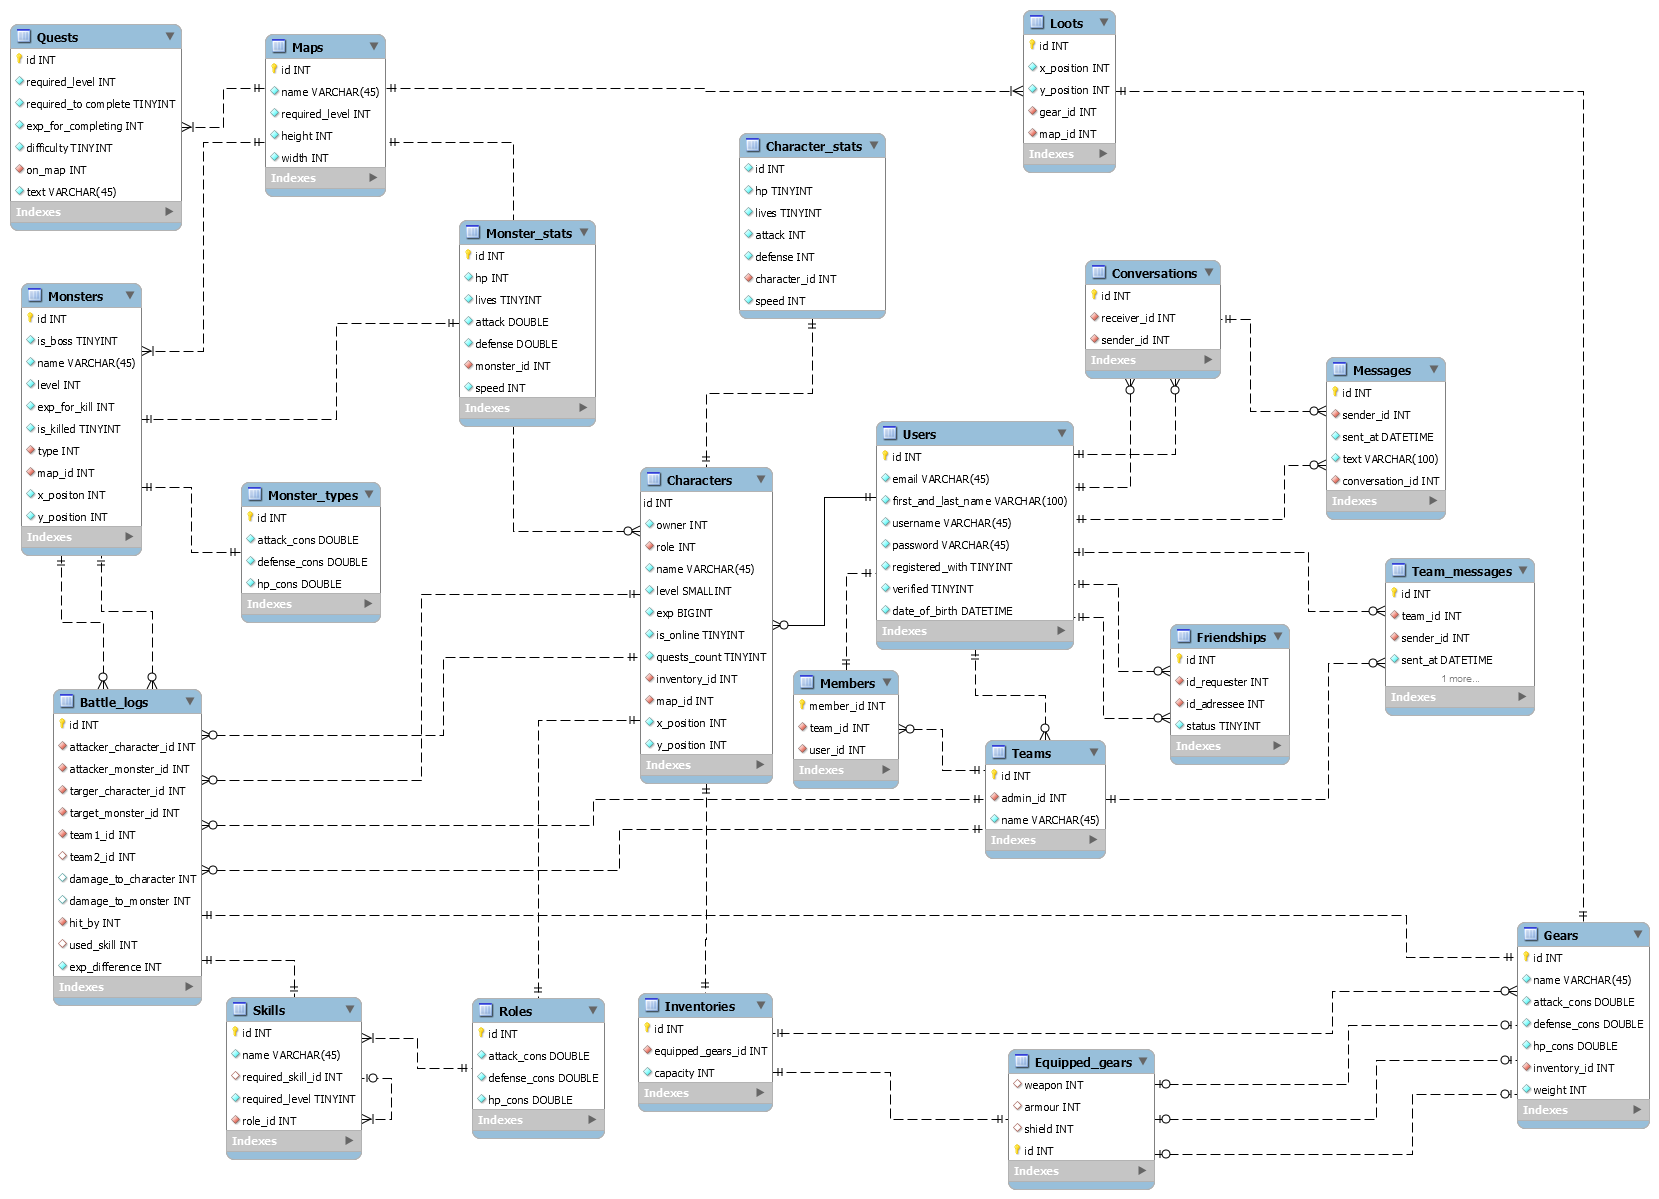 Quests
id INT
required_level INT
required_to complete TINYINT
exp_for_completing INT
difficulty TINYINT
on_map INT
text VARCHAR(45)
Indexes
Maps
id INT
name VARCHAR(45)
required_level INT
height INT
width INT
Indexes
Loots
id INT
x_position INT
y_position INT
gear_id INT
map_id INT
Indexes
Character_stats
id INT
hp TINYINT
lives TINYINT
attack INT
defense INT
character_id INT
speed INT
Monster_stats
id INT
hp INT
lives TINYINT
attack DOUBLE
defense DOUBLE
monster_id INT
speed INT
Indexes
Conversations
id INT
receiver_id INT
sender_id INT
Indexes
Monsters
id INT
is_boss TINYINT
name VARCHAR(45)
level INT
exp_for_kill INT
is_killed TINYINT
type INT
map_id INT
x_positon INT
y_position INT
Indexes
Messages
id INT
sender_id INT
sent_at DATETIME
text VARCHAR(100)
conversation_id INT
Indexes
Users
id INT
email VARCHAR(45)
first_and_last_name VARCHAR(100)
username VARCHAR(45)
password VARCHAR(45)
registered_with TINYINT
verified TINYINT
date_of_birth DATETIME
Indexes
Characters
id INT
owner INT
role INT
name VARCHAR(45)
level SMALLINT
exp BIGINT
is_online TINYINT
quests_count TINYINT
inventory_id INT
map_id INT
x_position INT
y_position INT
Indexes
Monster_types
id INT
attack_cons DOUBLE
defense_cons DOUBLE
hp_cons DOUBLE
Indexes
Team_messages
id INT
team_id INT
sender_id INT
sent_at DATETIME
1 more...
Indexes
Friendships
id INT
id_requester INT
id_adressee INT
status TINYINT
Indexes
Members
member_id INT
team_id INT
user_id INT
Indexes
Battle_logs
id INT
attacker_character_id INT
attacker_monster_id INT
targer_character_id INT
target_monster_id INT
team1_id INT
team2_id INT
damage_to_character INT
damage_to_monster INT
hit_by INT
used_skill INT
exp_difference INT
Indexes
Teams
id INT
admin_id INT
name VARCHAR(45)
Indexes
Gears
id INT
name VARCHAR(45)
attack_cons DOUBLE
defense_cons DOUBLE
hp_cons DOUBLE
inventory_id INT
weight INT
Indexes
Skills
id INT
name VARCHAR(45)
required_skill_id INT
required_level TINYINT
role_id INT
Indexes
Roles
id INT
attack_cons DOUBLE
defense_cons DOUBLE
hp_cons DOUBLE
Indexes
Inventories
id INT
equipped_gears_id INT
capacity INT
Indexes
Equipped_gears
weapon INT
armour INT
shield INT
id INT
Indexes